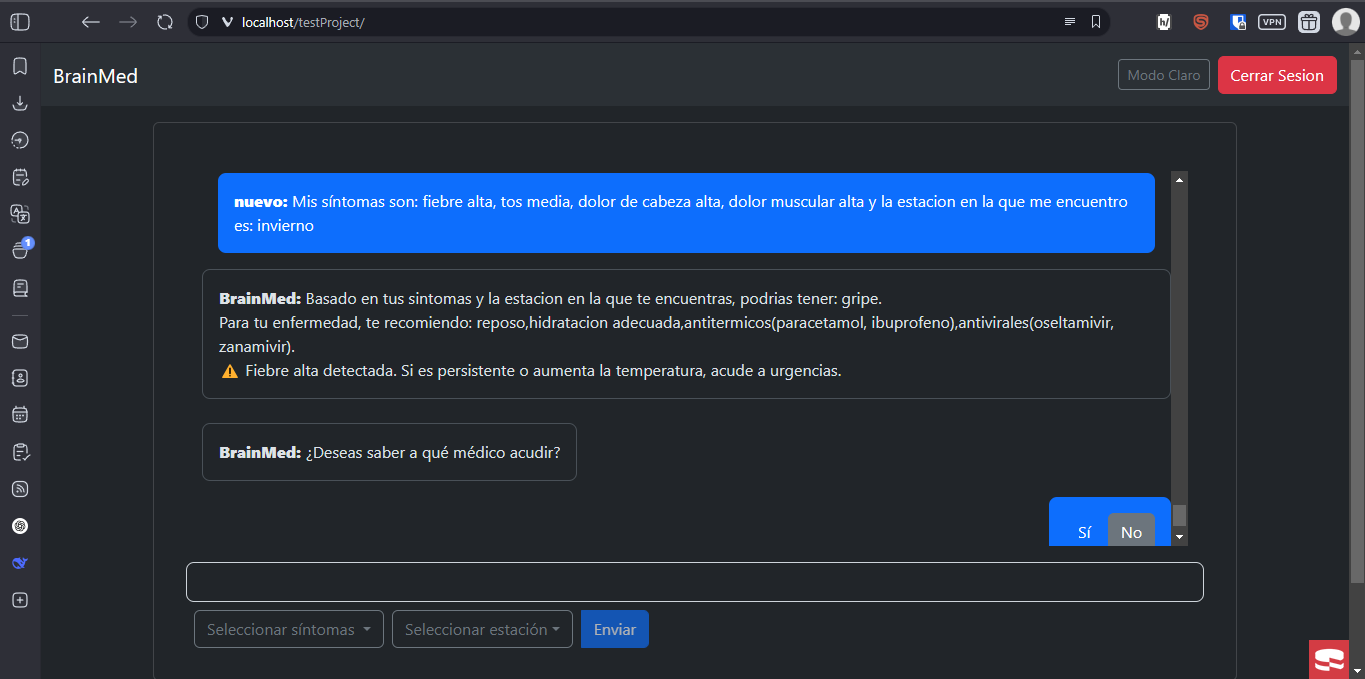 localhost/testProject/
VPN
BrainMed
Modo Claro
Cerrar Sesion
1
nuevo: Mis síntomas son: fiebre alta, tos media, dolor de cabeza alta, dolor muscular alta y la estacion en la que me encuentro
es: invierno
BrainMed: Basado en tus sintomas y la estacion en la que te encuentras, podrias tener: gripe.
Para tu enfermedad, te recomiendo: reposo,hidratacion adecuada,antitermicos(paracetamol, ibuprofeno),antivirales(oseltamivir,
zanamivir).
⚠ Fiebre alta detectada. Si es persistente o aumenta la temperatura, acude a urgencias.
BrainMed: ¿Deseas saber a qué médico acudir?
Sí
No
Seleccionar síntomas
Seleccionar estación
Enviar